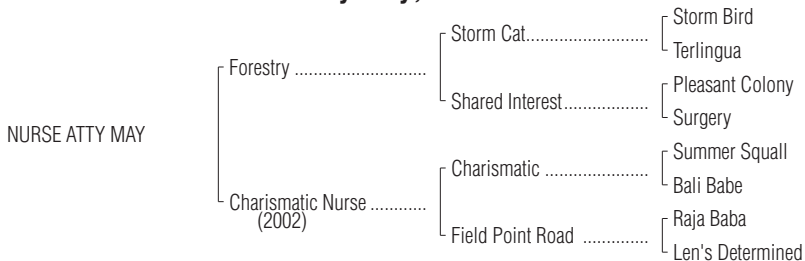 Storm Bird
Storm Cat..............................
Terlingua
Forestry ............................
Pleasant Colony
Shared Interest.....................
Surgery
NURSE ATTY MAY
Summer Squall
Charismatic ..........................
Bali Babe
Charismatic Nurse ............
(2002)
Raja Baba
Field Point Road ................
Len's Determined